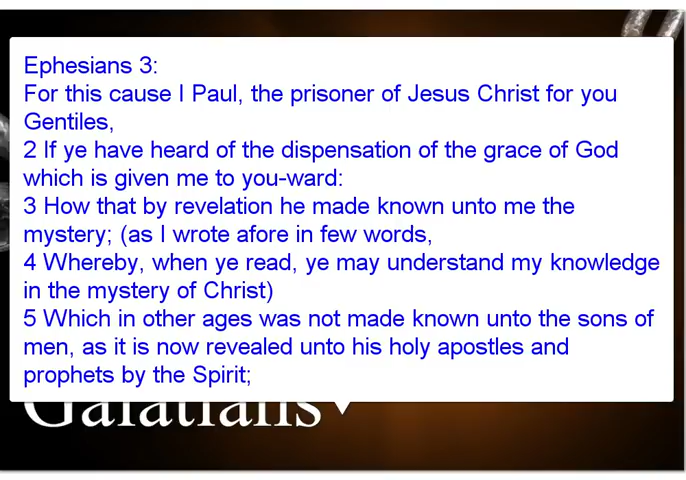 Ephesians 3:
For this cause I Paul, the prisoner of Jesus Christ for you
Gentiles,
2 If ye have heard of the dispensation of the grace of God
which is given me to you-ward:
3 How that by revelation he made known unto me the
mystery; (as I wrote afore in few words,
4 Whereby, when ye read, ye may understand my knowledge
in the mystery of Christ)
5 Which in other ages was not made known unto the sons of
men, as it is now revealed unto his holy apostles and
prophets by the Spirit;
Galatians